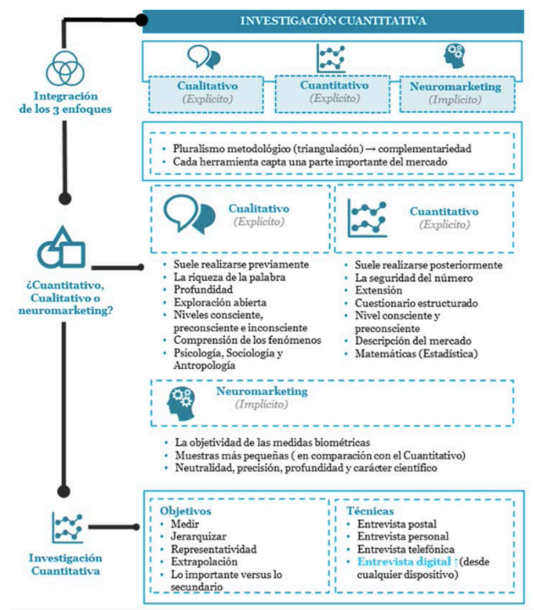 INVESTIGACIÓN CUANTITATIVA
Integración
de los 3 enfoques
Cualitativo
(Explícito)
Cuantitativo
(Explícito)
Neuromarketing
(Implícito)
• Pluralismo metodológico (triangulación) → complementariedad
• Cada herramienta capta una parte importante del mercado
¿Cuantitativo,
Cualitativo o
neuromarketing?
Cualitativo
(Explícito)
• Suele realizarse previamente
• La riqueza de la palabra
• Profundidad
• Exploración abierta
• Niveles consciente,
preconsciente e inconsciente
• Comprensión de los fenómenos
• Psicología, Sociología y
Antropología
Cuantitativo
(Explícito)
• Suele realizarse posteriormente
• La seguridad del número
• Extensión
• Cuestionario estructurado
• Nivel consciente y
preconsciente
• Descripción del mercado
• Matemáticas (Estadística)
Neuromarketing
(Implícito)
• La objetividad de las medidas biométricas
• Muestras más pequeñas ( en comparación con el Cuantitativo)
• Neutralidad, precisión, profundidad y carácter científico
Investigación
Cuantitativa
Objetivos
• Medir
• Jerarquizar
• Representatividad
• Extrapolación
• Lo importante versus lo
secundario
Técnicas
• Entrevista postal
• Entrevista personal
• Entrevista telefónica
• Entrevista digital ↑(desde
cualquier dispositivo)